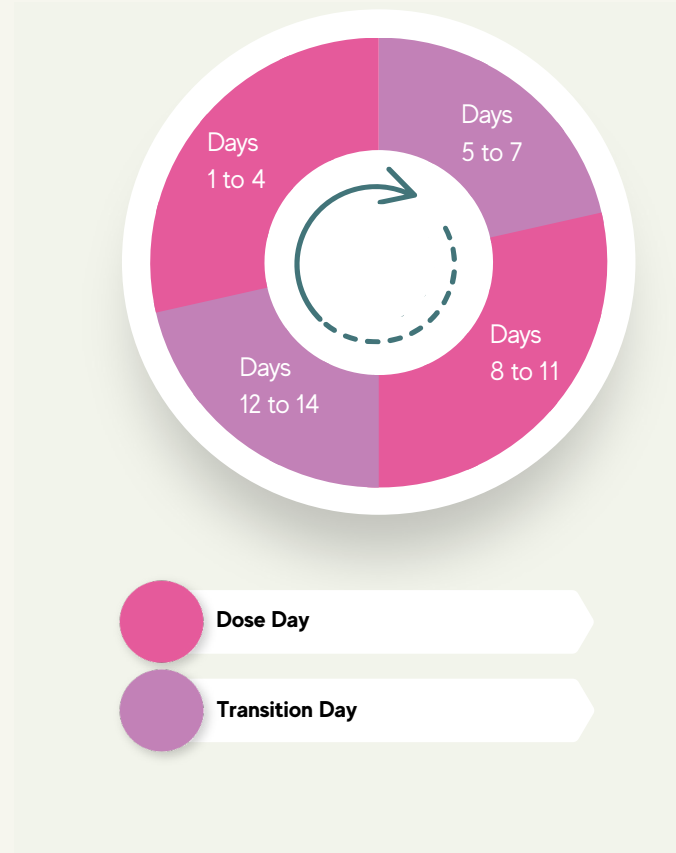 Days
1 to 4
Days
5 to 7
Days
8 to 11
Days
12 to 14
Dose Day
Transition Day